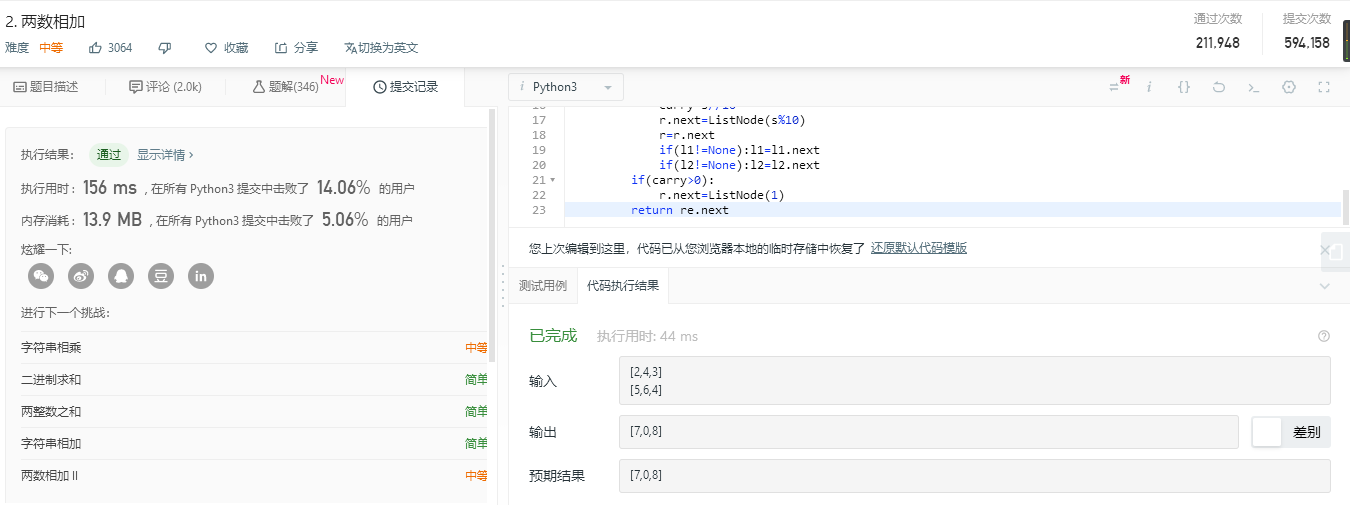 2. 两数相加
难度 中等 3064 收藏 分享 切换为英文
通过次数 提交次数
211,948 594,158
题目描述 评论 (2.0k) 题解(346) New 提交记录
执行结果： 通过 显示详情 ›
执行用时 : 156 ms , 在所有 Python3 提交中击败了 14.06% 的用户
内存消耗 : 13.9 MB , 在所有 Python3 提交中击败了 5.06% 的用户
炫耀一下:
in
进行下一个挑战：
字符串相乘 中等
二进制求和 简单
两整数之和 简单
字符串相加 简单
两数相加 II 中等
i Python3 新 i {}
17 r.next=ListNode(s%10)
18 r=r.next
19 if(l1!=None):l1=l1.next
20 if(l2!=None):l2=l2.next
21 if(carry>0):
22 r.next=ListNode(1)
23 return re.next
您上次编辑到这里，代码已从您浏览器本地的临时存储中恢复了 还原默认代码模版
测试用例 代码执行结果
已完成 执行用时: 44 ms
输入
[2,4,3]
[5,6,4]
输出 [7,0,8] 差别
预期结果 [7,0,8]